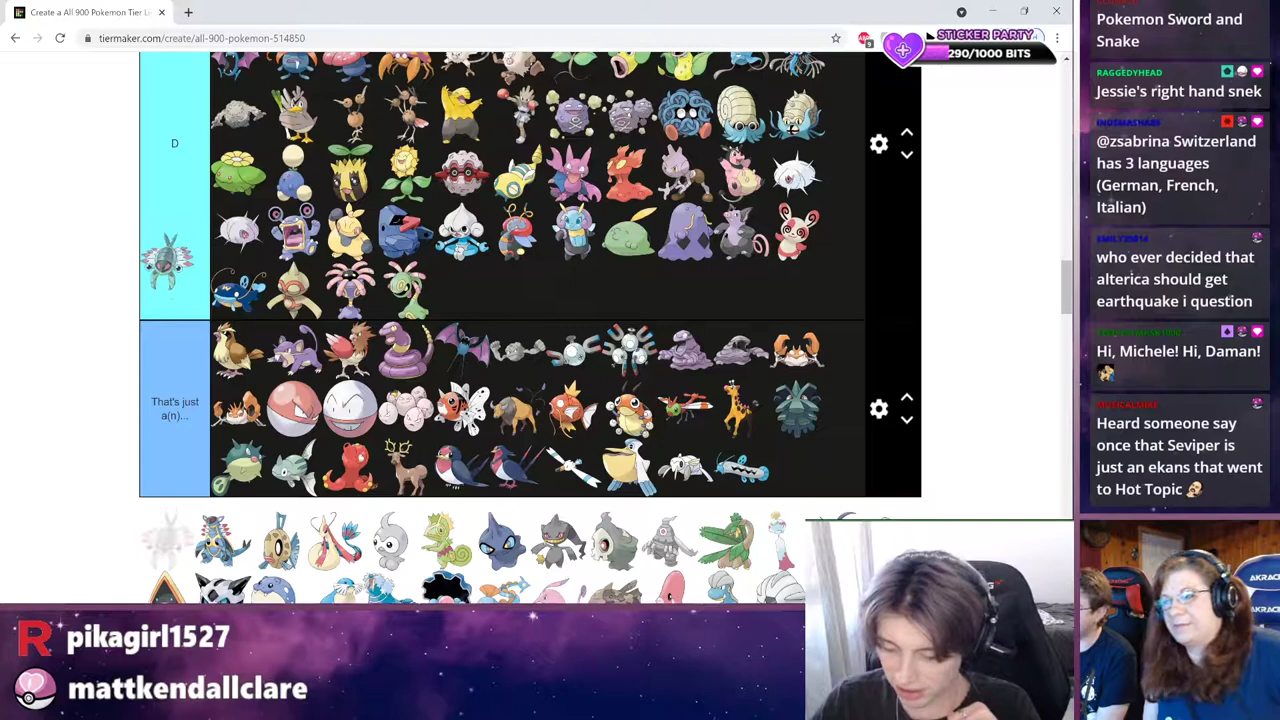 Create a All 900 Pokemon Tier Li
tiermaker.com/create/all-900-pokemon-514850
9
STICKER PARTY
290/1000 BITS
D
That's just
a(n)...
Pokemon Sword and
Snake
RAGGEDYHEAD
Jessie's right hand snek
@zsabrina Switzerland
has 3 languages
(German, French,
Italian)
who ever decided that
alterica should get
earthquake i question
Hi, Michele! Hi, Daman!
Heard someone say
once that Seviper is
just an ekans that went
to Hot Topic
AKRACING
R pikagirl1527
mattkendallclare